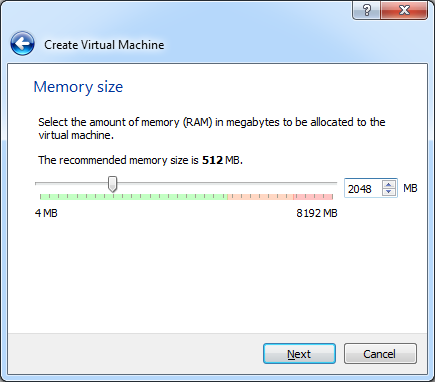 ?
Create Virtual Machine
Memory size
Select the amount of memory (RAM) in megabytes to be allocated to the
virtual machine.
The recommended memory size is 512 MB.
2048 MB
4 MB 8192 MB
Next Cancel